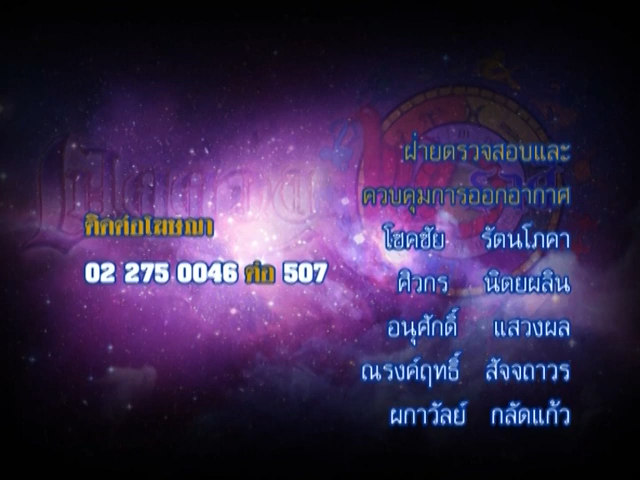 ฝ่ายตรวจสอบและ
ควบคุมการออกอากาศ
ติดต่อโฆษณา
02 275 0046 ต่อ 507
โชคชัย รัตนโภคา
ศิวกร นิตยผลิน
อนุศักดิ์ แสวงผล
ณรงค์ฤทธิ์ สัจจถาวร
ผกาวัลย์ กลัดแก้ว